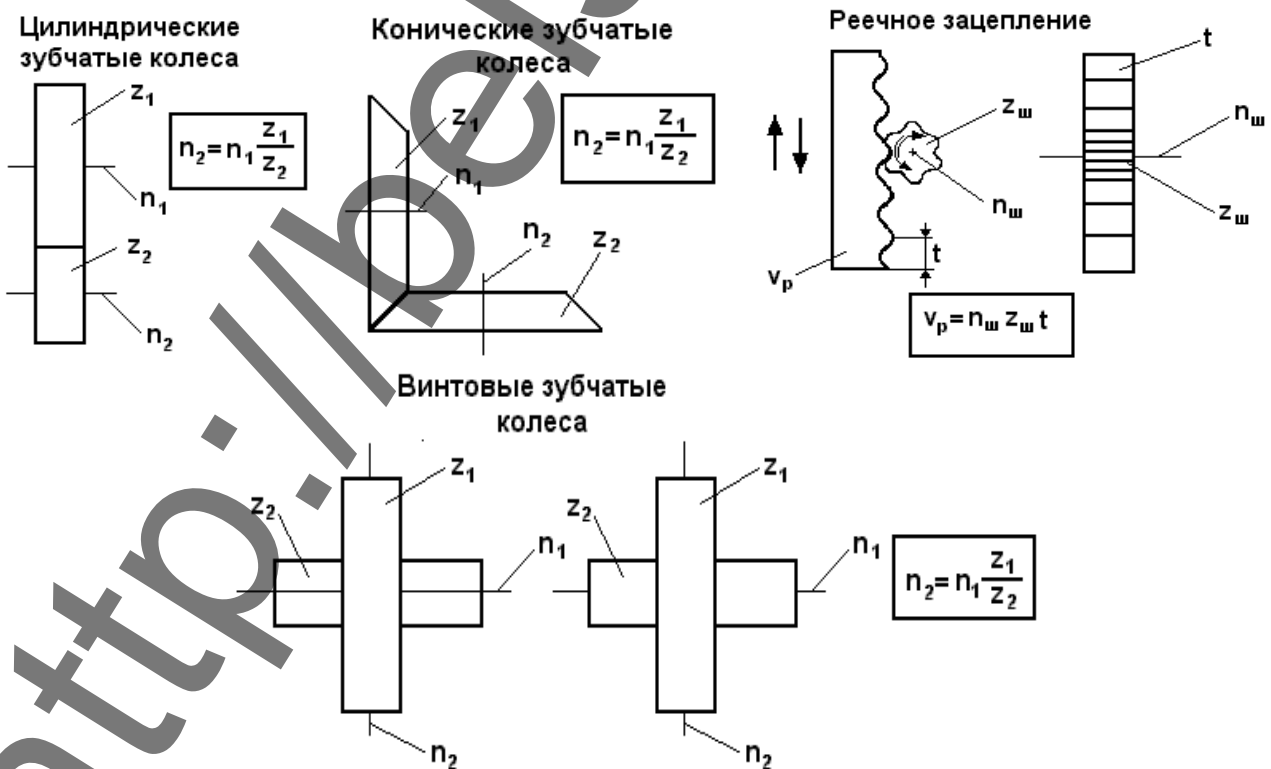 Цилиндрические
зубчатые колеса
z₁
n₂ = n₁ z₁/z₂
n₁
z₂
n₂
Конические зубчатые
колеса
z₁
n₂ = n₁ z₁/z₂
n₁
n₂
z₂
Реечное зацепление
t
zш
nш
nш
zш
t
vр
vр = nш zш t
Винтовые зубчатые
колеса
z₁
z₂
n₁
n₂
z₁
z₂
n₁
n₂ = n₁ z₁/z₂
n₂